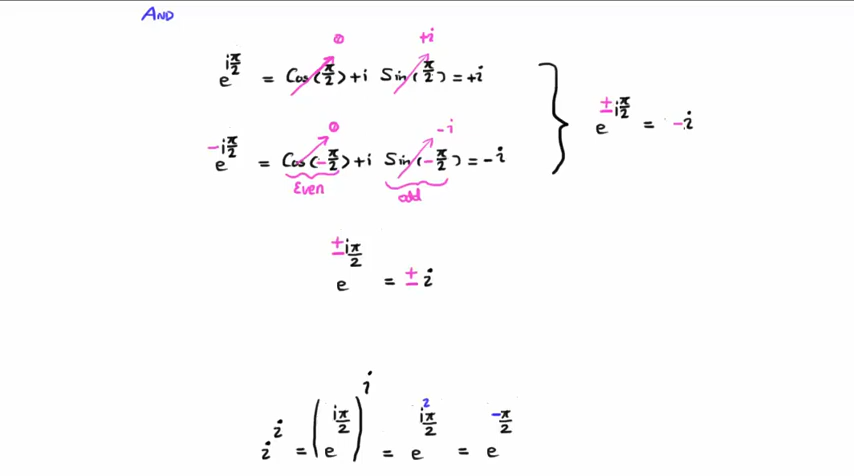 AND
0 +i
e^{iπ/2} = Cos(π/2) + i Sin(π/2) = +i
e^{±iπ/2} = -i
0 -i
e^{-iπ/2} = Cos(-π/2) + i Sin(-π/2) = -i
Even odd
e^{±iπ/2} = ± i
i^i = (e^{iπ/2})^i = e^{i²π/2} = e^{-π/2}